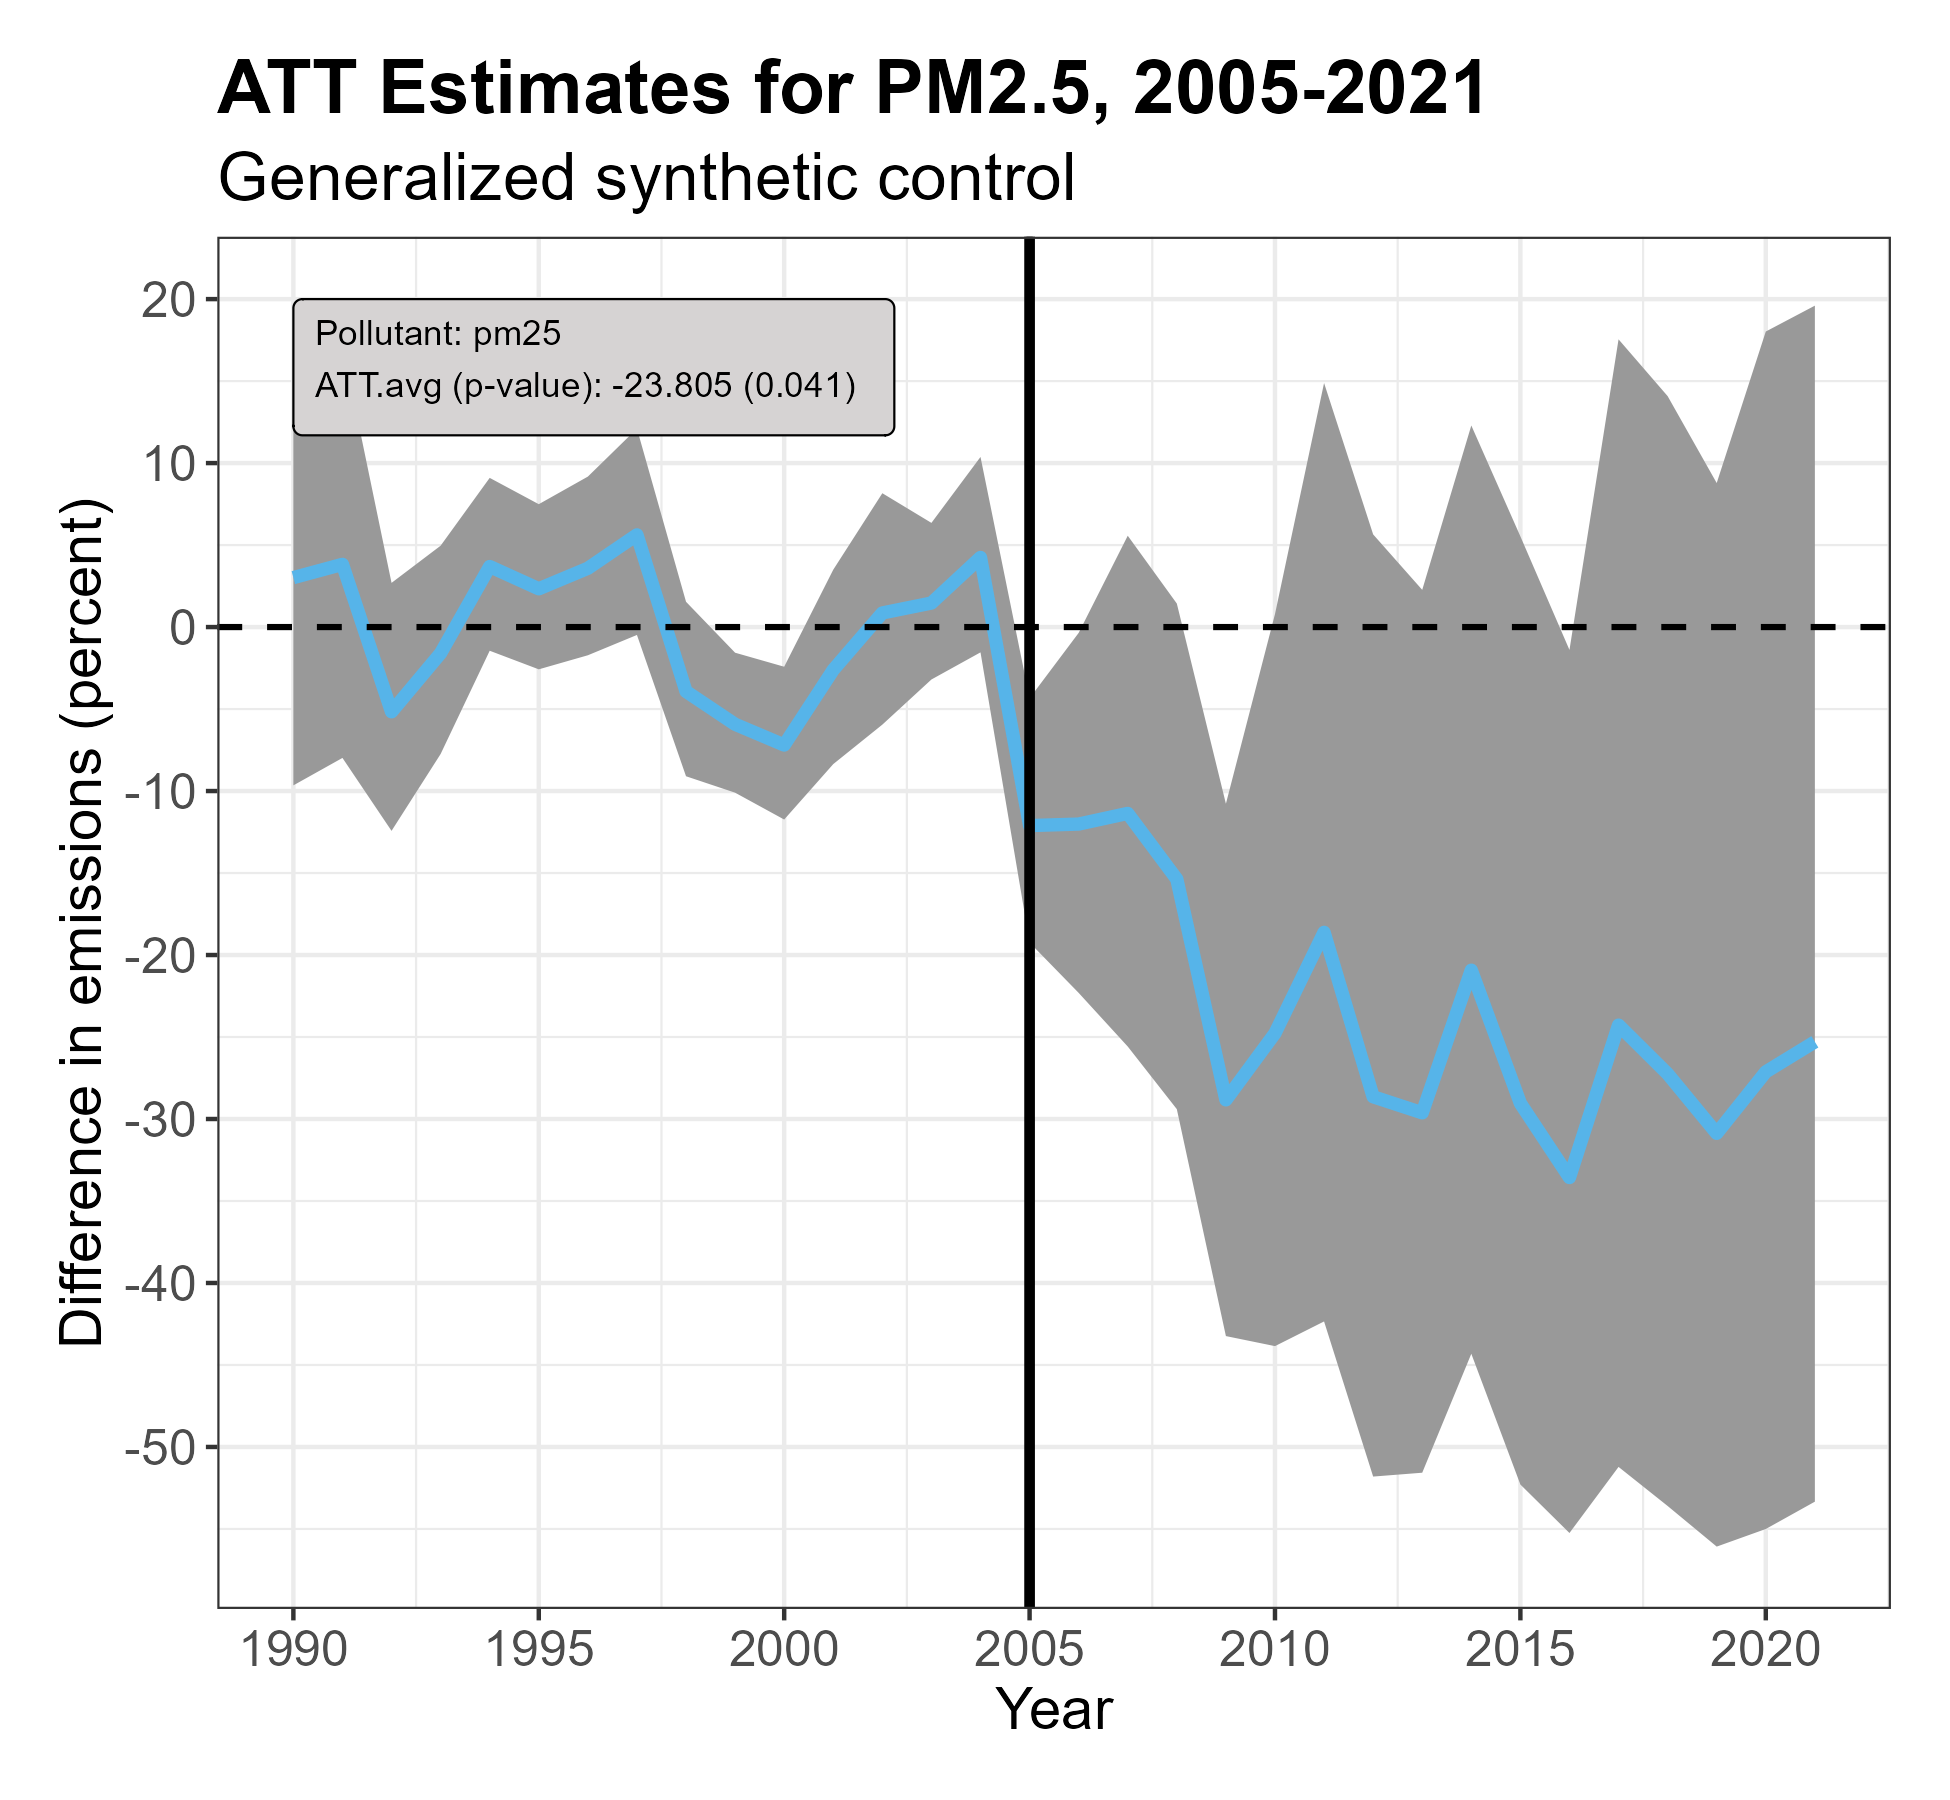 ATT Estimates for PM2.5, 2005-2021
Generalized synthetic control
Difference in emissions (percent)
20
10
0
-10
-20
-30
-40
-50
Pollutant: pm25
ATT.avg (p-value): -23.805 (0.041)
1990 1995 2000 2005 2010 2015 2020
Year